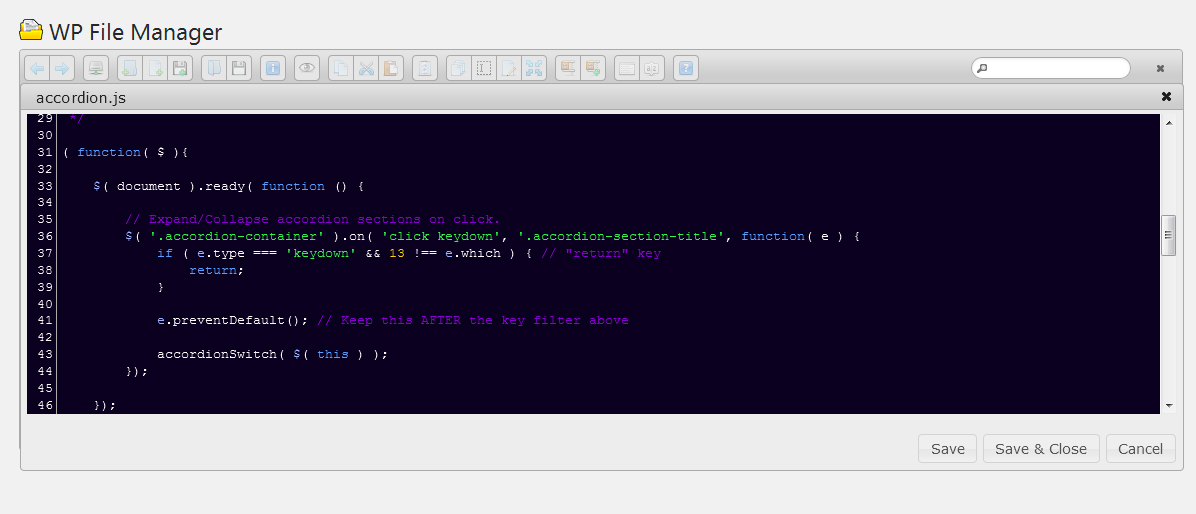 WP File Manager
accordion.js
29 */
30
31 ( function( $ ){
32
33     $( document ).ready( function () {
34
35         // Expand/Collapse accordion sections on click.
36         $( '.accordion-container' ).on( 'click keydown', '.accordion-section-title', function( e ) {
37             if ( e.type === 'keydown' && 13 !== e.which ) { // "return" key
38                 return;
39             }
40
41             e.preventDefault(); // Keep this AFTER the key filter above
42
43             accordionSwitch( $( this ) );
44         });
45
46     });
Save Save & Close Cancel